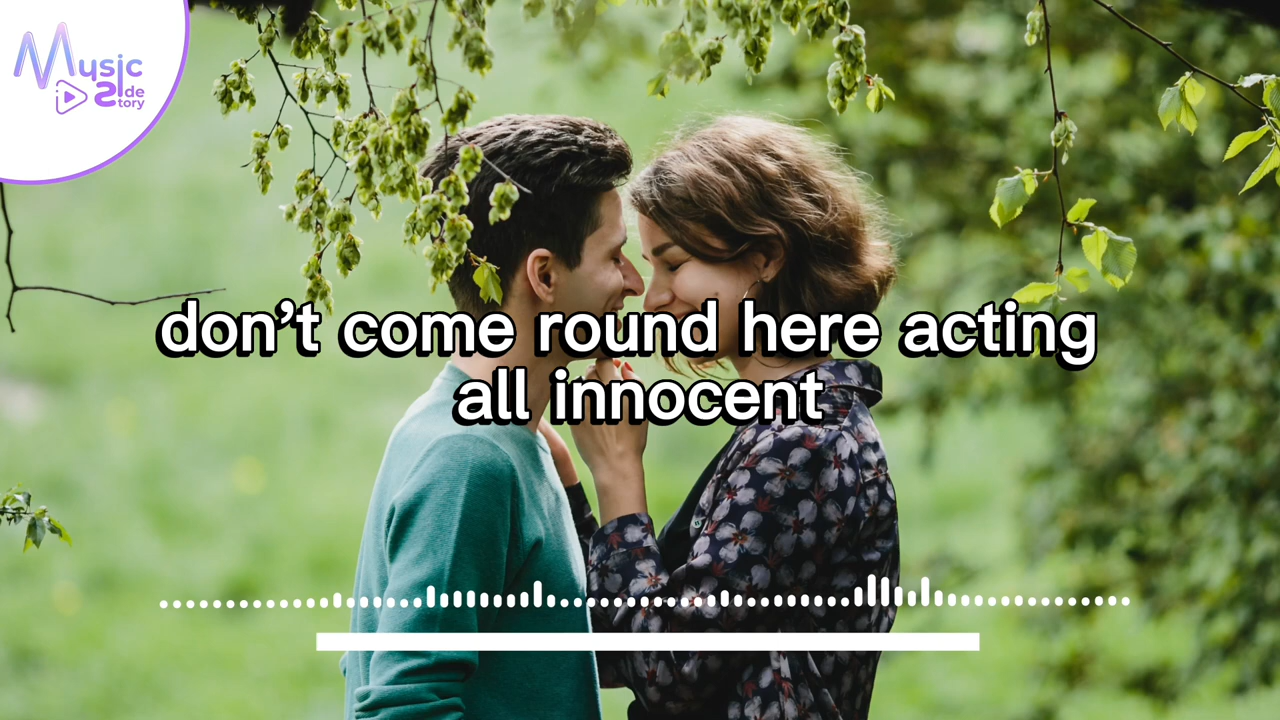 Music
Side
Story
don't come round here acting
all innocent